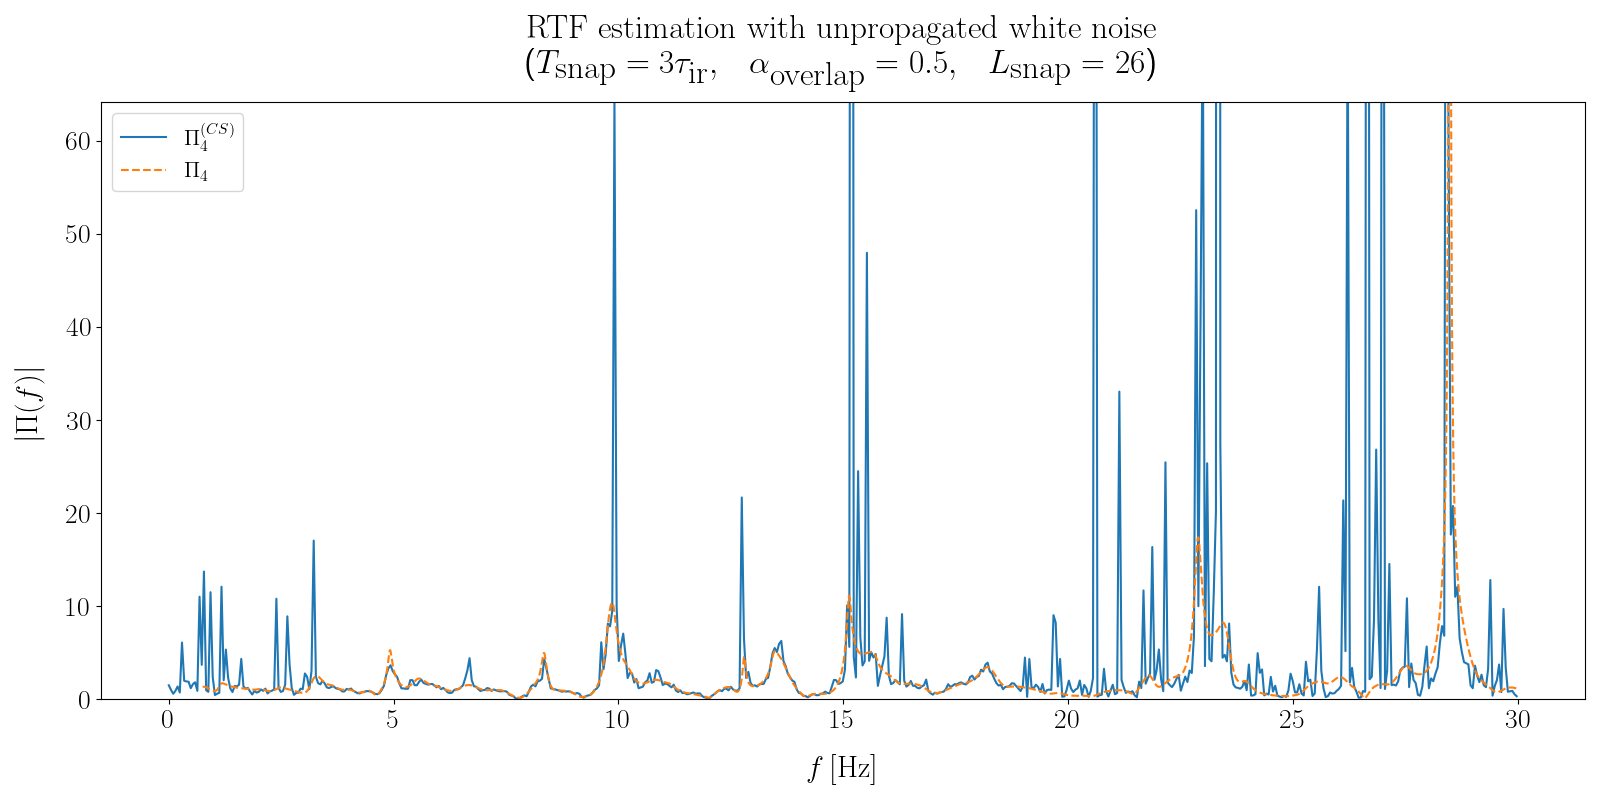 RTF estimation with unpropagated white noise
(T_snap = 3τ_ir, α_overlap = 0.5, L_snap = 26)
Π_4^(CS)
Π_4
60
50
40
30
20
10
0
|Π(f)|
0 5 10 15 20 25 30
f [Hz]